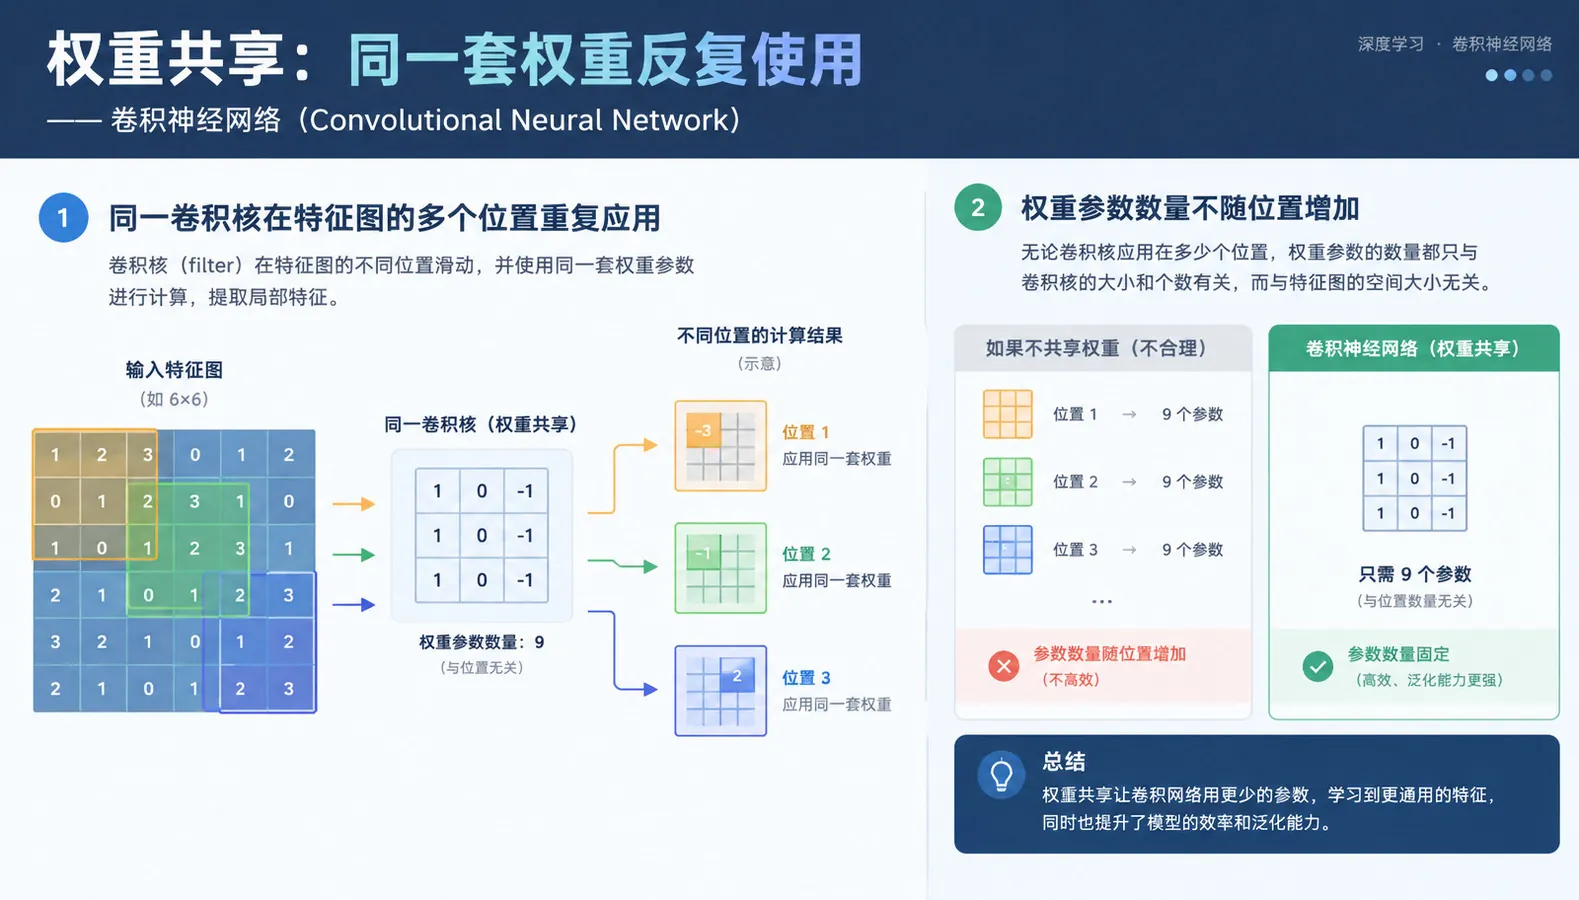 权重共享：同一套权重反复使用
—— 卷积神经网络（Convolutional Neural Network）
深度学习 · 卷积神经网络
1 同一卷积核在特征图的多个位置重复应用
卷积核（filter）在特征图的不同位置滑动，并使用同一套权重参数
进行计算，提取局部特征。
输入特征图
（如 6×6）
1 2 3 0 1 2
0 1 2 3 1 0
1 0 1 2 3 1
2 1 0 1 2 3
3 2 1 0 1 2
2 1 0 1 2 3
同一卷积核（权重共享）
1 0 -1
1 0 -1
1 0 -1
权重参数数量：9
（与位置无关）
不同位置的计算结果
（示意）
-3
位置 1
应用同一套权重
-1
位置 2
应用同一套权重
2
位置 3
应用同一套权重
2 权重参数数量不随位置增加
无论卷积核应用在多少个位置，权重参数的数量都只与
卷积核的大小和个数有关，而与特征图的空间大小无关。
如果不共享权重（不合理）
位置 1 → 9 个参数
位置 2 → 9 个参数
位置 3 → 9 个参数
...
参数数量随位置增加
（不高效）
卷积神经网络（权重共享）
1 0 -1
1 0 -1
1 0 -1
只需 9 个参数
（与位置数量无关）
参数数量固定
（高效、泛化能力更强）
总结
权重共享让卷积网络用更少的参数，学习到更通用的特征，
同时也提升了模型的效率和泛化能力。